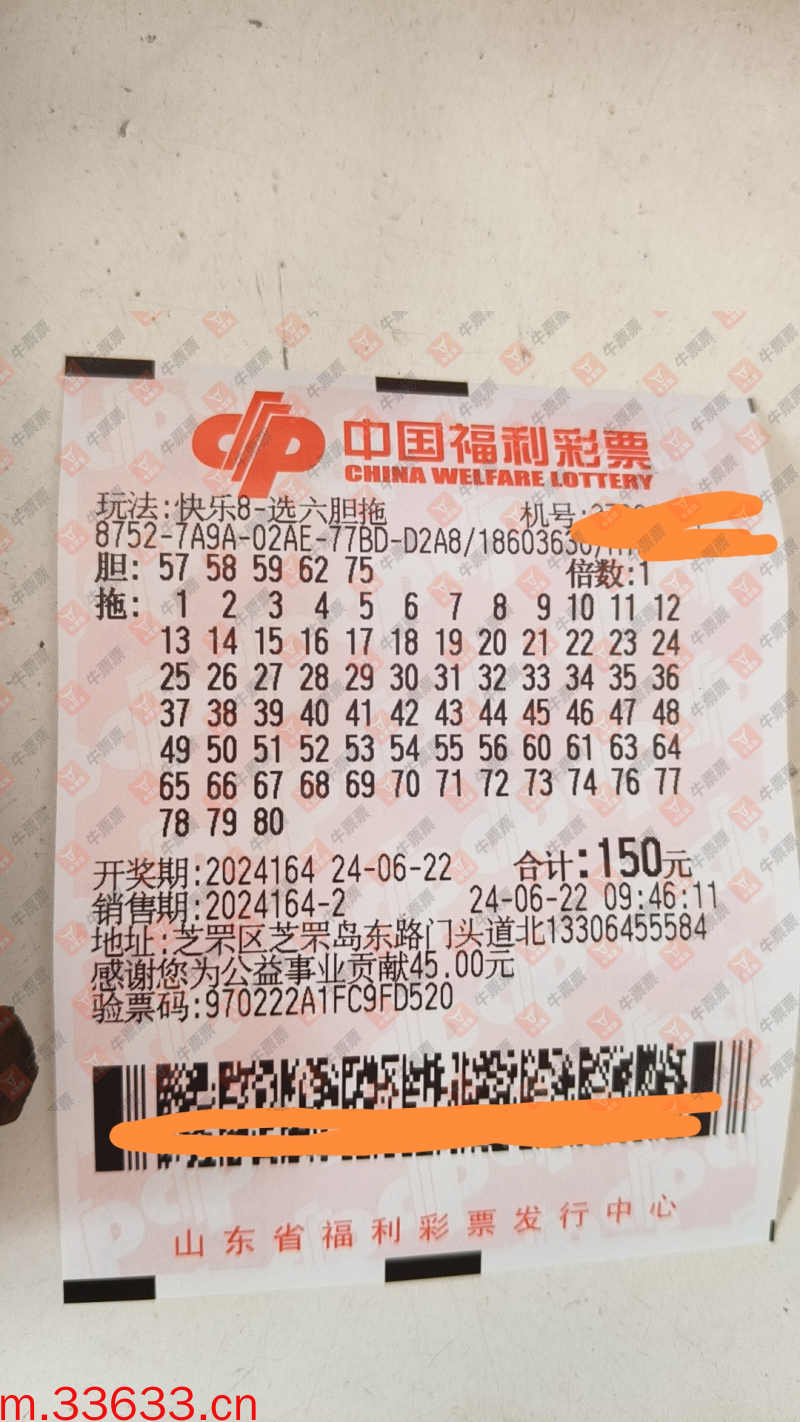 中国福利彩票
CHINA WELFARE LOTTERY
玩法:快乐8-选六胆拖 机号:
8752-7A9A-02AE-77BD-D2A8/18603630/
胆: 57 58 59 62 75 倍数:1
拖: 1 2 3 4 5 6 7 8 9 10 11 12
13 14 15 16 17 18 19 20 21 22 23 24
25 26 27 28 29 30 31 32 33 34 35 36
37 38 39 40 41 42 43 44 45 46 47 48
49 50 51 52 53 54 55 56 60 61 63 64
65 66 67 68 69 70 71 72 73 74 76 77
78 79 80
开奖期:2024164 24-06-22 合计:150元
销售期:2024164-2 24-06-22 09:46:11
地址:芝罘区芝罘岛东路门头道北13306455584
感谢您为公益事业贡献45.00元
验票码:970222A1FC9FD520
山东省福利彩票发行中心
牛票票
m.33633.cn